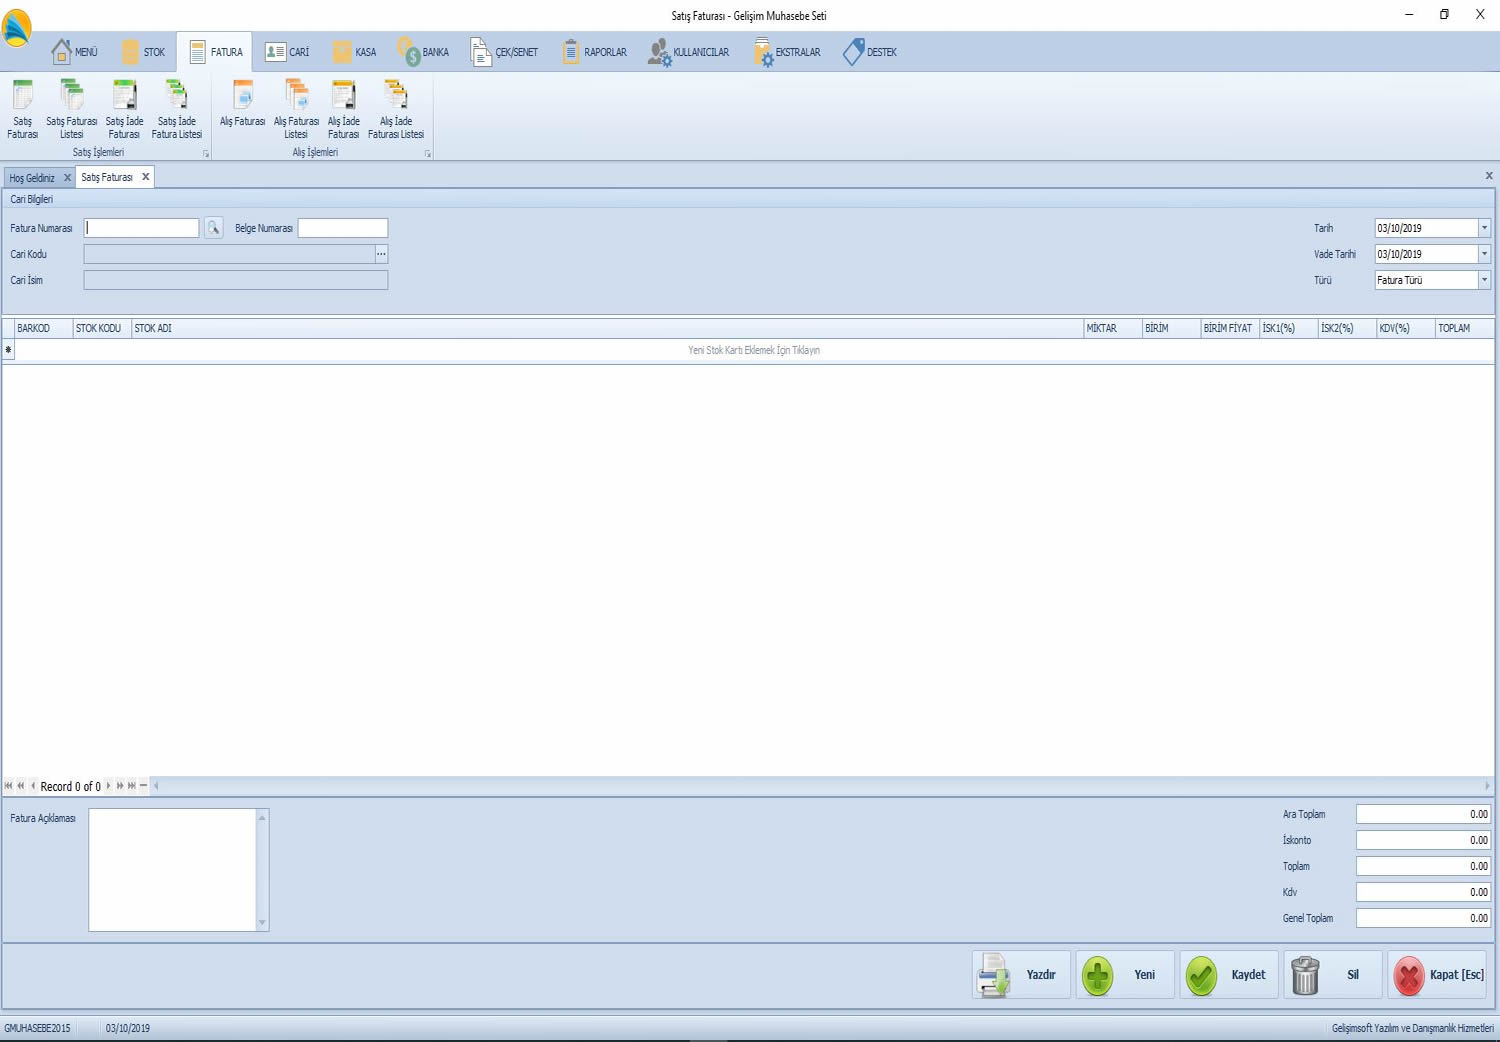 Satış Faturası - Gelişim Muhasebe Seti
MENÜ
STOK
FATURA
CARİ
KASA
BANKA
ÇEK/SENET
RAPORLAR
KULLANICILAR
EKSTRALAR
DESTEK
Satış
Faturası
Satış Faturası
Listesi
Satış İade
Faturası
Satış İade
Fatura Listesi
Alış Faturası
Alış Faturası
Listesi
Alış İade
Faturası
Alış İade
Faturası Listesi
Satış İşlemleri
Alış İşlemleri
Hoş Geldiniz X
Satış Faturası X
X
Cari Bilgileri
Fatura Numarası
Belge Numarası
Tarih 03/10/2019
Cari Kodu
Vade Tarihi 03/10/2019
Cari İsim
Türü Fatura Türü
BARKOD STOK KODU STOK ADI MİKTAR BİRİM BİRİM FİYAT İSK1(%) İSK2(%) KDV(%) TOPLAM
Yeni Stok Kartı Eklemek İçin Tıklayın
Record 0 of 0
Fatura Açıklaması
Ara Toplam 0.00
İskonto 0.00
Toplam 0.00
Kdv 0.00
Genel Toplam 0.00
Yazdır
Yeni
Kaydet
Sil
Kapat [Esc]
GMUHASEBE2015 03/10/2019 Gelişimsoft Yazılım ve Danışmanlık Hizmetleri